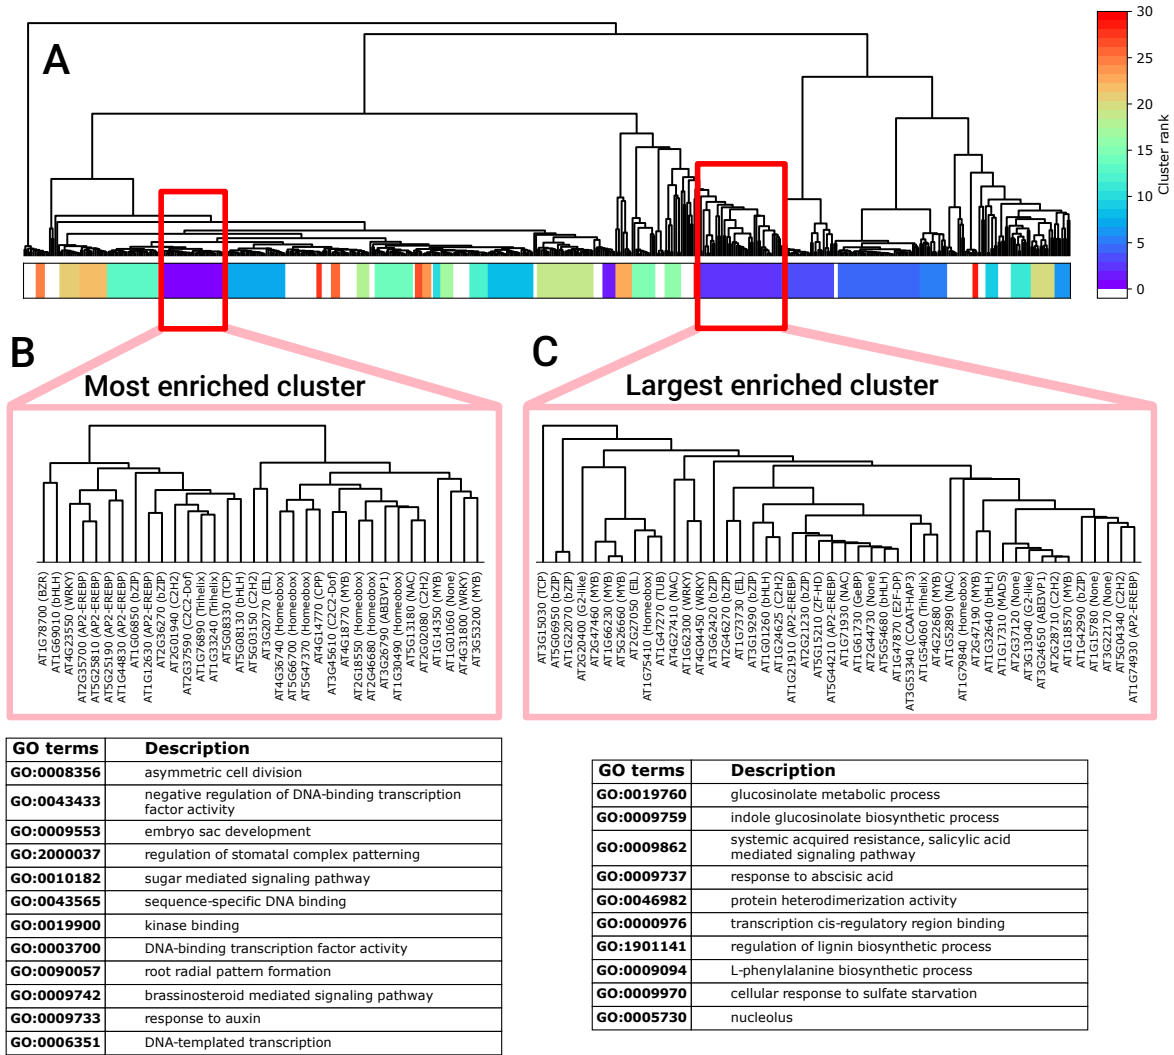 A
30
25
20
15
10
5
0
Cluster rank
B
Most enriched cluster
C
Largest enriched cluster
AT1G78700 (BZR)
AT1G69010 (bHLH)
AT4G23550 (WRKY)
AT2G35700 (AP2-EREBP)
AT5G25810 (AP2-EREBP)
AT5G25190 (AP2-EREBP)
AT1G44830 (AP2-EREBP)
AT1G06850 (bZIP)
AT1G12630 (AP2-EREBP)
AT2G36270 (bZIP)
AT2G01940 (C2H2)
AT2G37590 (C2C2-Dof)
AT1G76890 (Trihelix)
AT1G33240 (Trihelix)
AT5G08330 (TCP)
AT5G08130 (bHLH)
AT5G03150 (C2H2)
AT3G20770 (EIL)
AT4G36740 (Homeobox)
AT5G66700 (Homeobox)
AT5G47370 (Homeobox)
AT4G14770 (CPP)
AT3G45610 (C2C2-Dof)
AT4G18770 (MYB)
AT2G18550 (Homeobox)
AT2G46680 (Homeobox)
AT3G26790 (ABI3VP1)
AT1G30490 (Homeobox)
AT5G13180 (NAC)
AT2G02080 (C2H2)
AT1G14350 (MYB)
AT1G01060 (None)
AT4G31800 (WRKY)
AT3G53200 (MYB)
AT3G15030 (TCP)
AT5G06950 (bZIP)
AT1G22070 (bZIP)
AT2G20400 (G2-like)
AT2G47460 (MYB)
AT1G66230 (MYB)
AT5G26660 (MYB)
AT2G27050 (EIL)
AT1G75410 (Homeobox)
AT1G47270 (TUB)
AT4G27410 (NAC)
AT1G62300 (WRKY)
AT4G04450 (WRKY)
AT3G62420 (bZIP)
AT2G46270 (bZIP)
AT1G73730 (EIL)
AT5G19290 (bZIP)
AT1G01260 (bHLH)
AT1G24625 (C2H2)
AT1G21910 (AP2-EREBP)
AT2G21230 (bZIP)
AT5G15210 (ZF-HD)
AT5G44210 (AP2-EREBP)
AT1G71930 (NAC)
AT1G61730 (GeBP)
AT2G44730 (None)
AT5G54680 (bHLH)
AT1G47870 (E2F-DP)
AT3G53340 (CCAAT-HAP3)
AT1G54060 (Trihelix)
AT4G22680 (MYB)
AT1G52890 (NAC)
AT1G79840 (Homeobox)
AT2G47190 (MYB)
AT1G32640 (bHLH)
AT1G17310 (MADS)
AT2G37120 (None)
AT3G13040 (G2-like)
AT3G24650 (ABI3VP1)
AT2G28710 (C2H2)
AT1G18570 (MYB)
AT1G42990 (bZIP)
AT1G15780 (None)
AT3G02170 (None)
AT5G04340 (C2H2)
AT1G74930 (AP2-EREBP)
GO terms Description
GO:0008356 asymmetric cell division
GO:0043433 negative regulation of DNA-binding transcription
factor activity
GO:0009553 embryo sac development
GO:2000037 regulation of stomatal complex patterning
GO:0010182 sugar mediated signaling pathway
GO:0043565 sequence-specific DNA binding
GO:0019900 kinase binding
GO:0003700 DNA-binding transcription factor activity
GO:0090057 root radial pattern formation
GO:0009742 brassinosteroid mediated signaling pathway
GO:0009733 response to auxin
GO:0006351 DNA-templated transcription
GO terms Description
GO:0019760 glucosinolate metabolic process
GO:0009759 indole glucosinolate biosynthetic process
GO:0009862 systemic acquired resistance, salicylic acid
mediated signaling pathway
GO:0009737 response to abscisic acid
GO:0046982 protein heterodimerization activity
GO:0000976 transcription cis-regulatory region binding
GO:1901141 regulation of lignin biosynthetic process
GO:0009094 L-phenylalanine biosynthetic process
GO:0009970 cellular response to sulfate starvation
GO:0005730 nucleolus